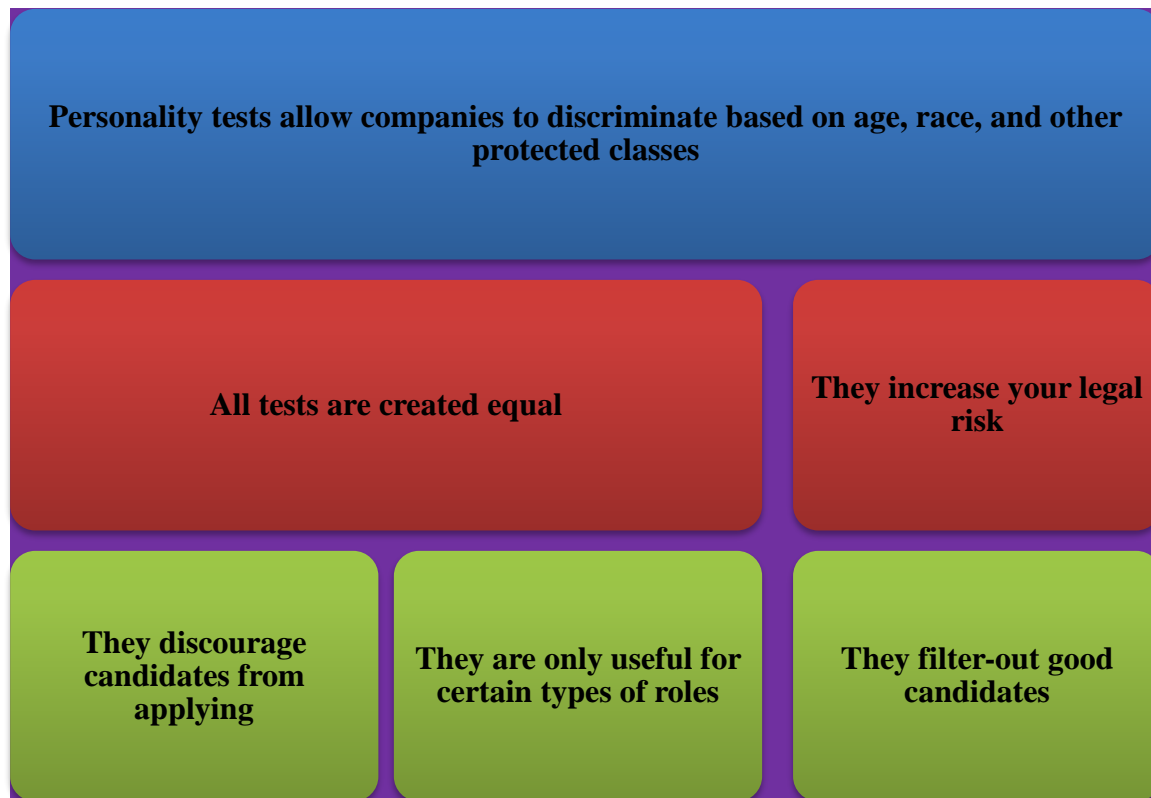 Personality tests allow companies to discriminate based on age, race, and other
protected classes
All tests are created equal
They increase your legal
risk
They discourage
candidates from
applying
They are only useful for
certain types of roles
They filter-out good
candidates